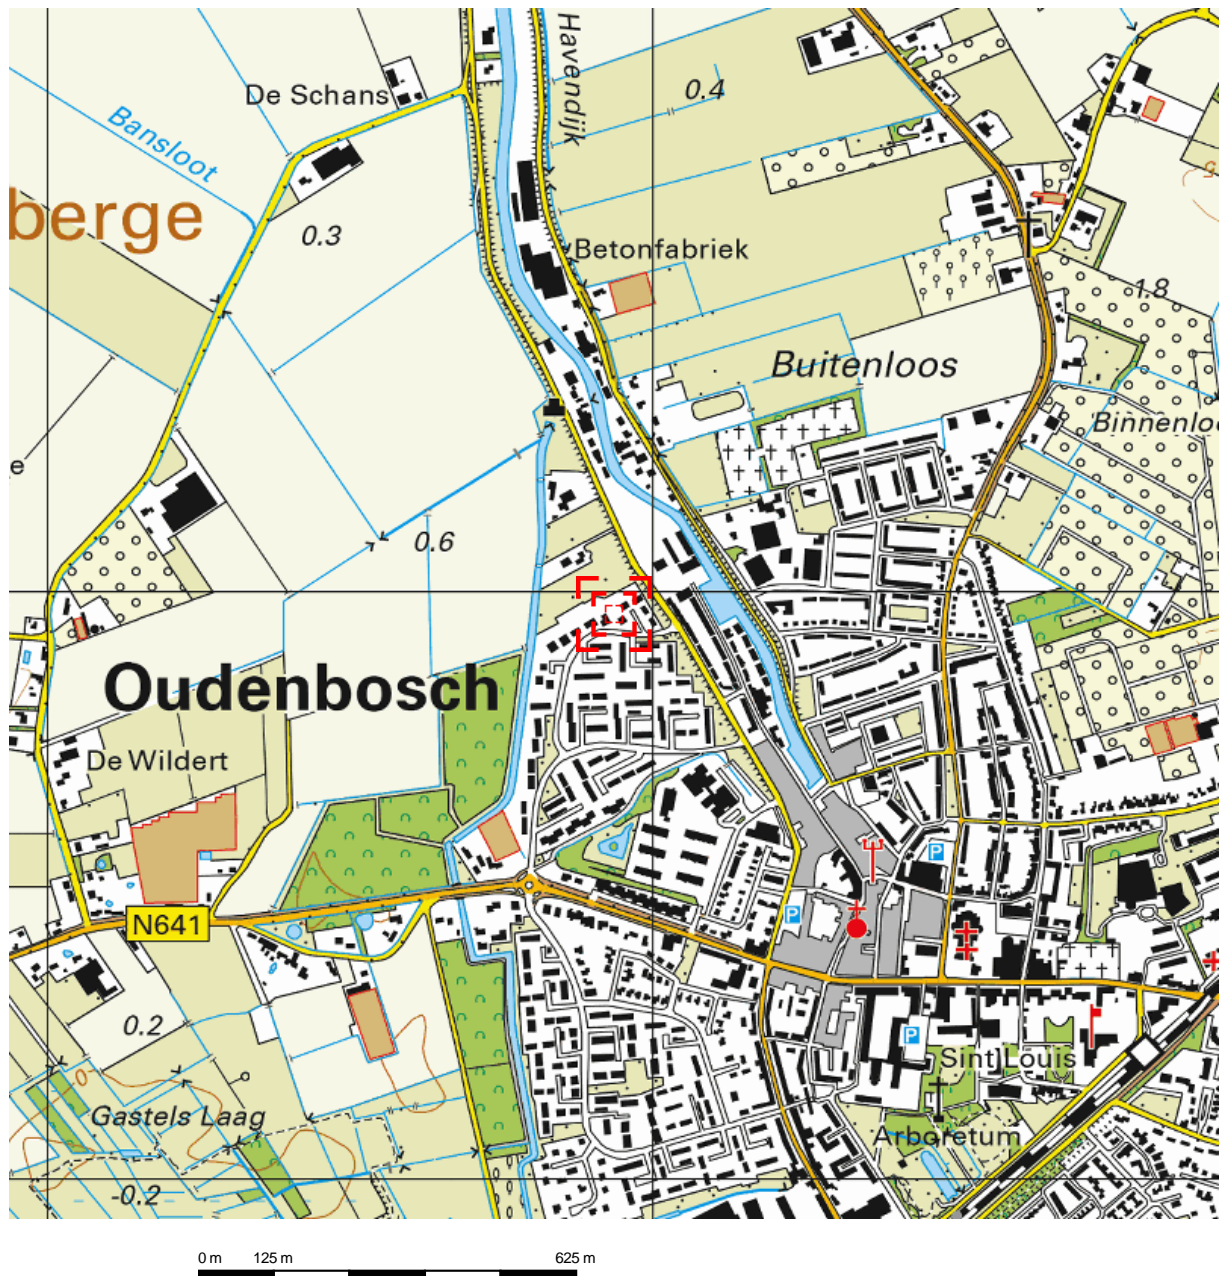 Havendijk
De Schans
0.4
Bansloot
berge
0.3
Betonfabriek
1.8
Buitenloos
Binnenloo
e
0.6
Oudenbosch
De Wildert
P
N641
P
0.2
P
Sint Louis
Gastels Laag
Arboretum
-0.2
0 m 125 m 625 m